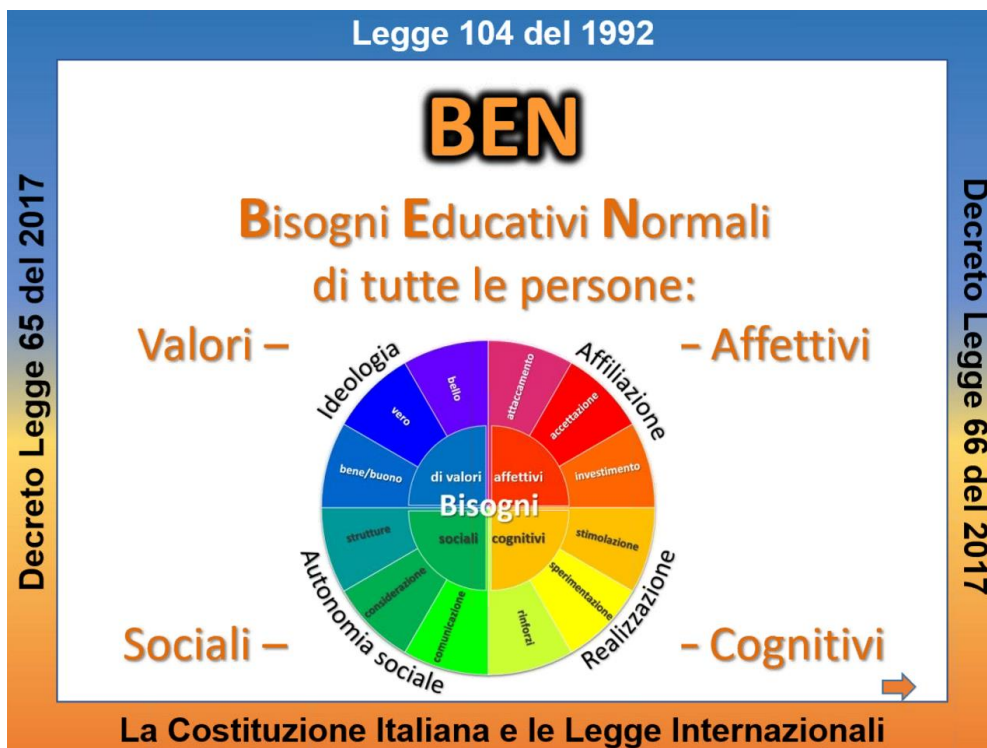 Legge 104 del 1992
Decreto Legge 65 del 2017
Decreto Legge 66 del 2017
BEN
Bisogni Educativi Normali
di tutte le persone:
Valori –
– Affettivi
Ideologia
Affiliazione
bello
attaccamento
vero
accettazione
bene/buono
investimento
di valori
affettivi
Bisogni
sociali
cognitivi
strutture
stimolazione
considerazione
sperimentazione
comunicazione
rinforzi
Autonomia sociale
Realizzazione
Sociali –
– Cognitivi
La Costituzione Italiana e le Legge Internazionali